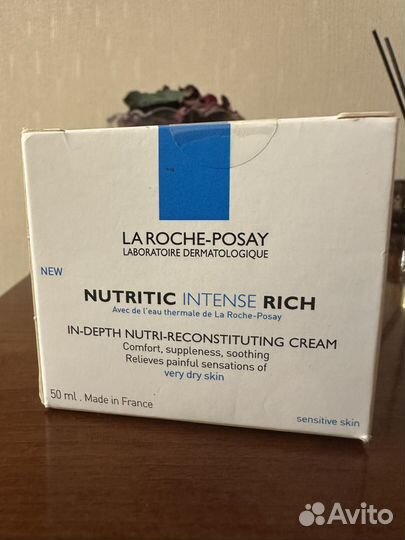 LA ROCHE-POSAY
LABORATOIRE DERMATOLOGIQUE
NEW
NUTRITIC INTENSE RICH
Avec de l'eau thermale de La Roche-Posay
IN-DEPTH NUTRI-RECONSTITUTING CREAM
Comfort, suppleness, soothing
Relieves painful sensations of
very dry skin
50 ml . Made in France
sensitive skin
Avito